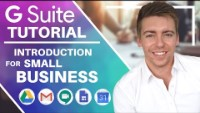 G Suite
TUTORIAL
INTRODUCTION
FOR SMALL
BUSINESS